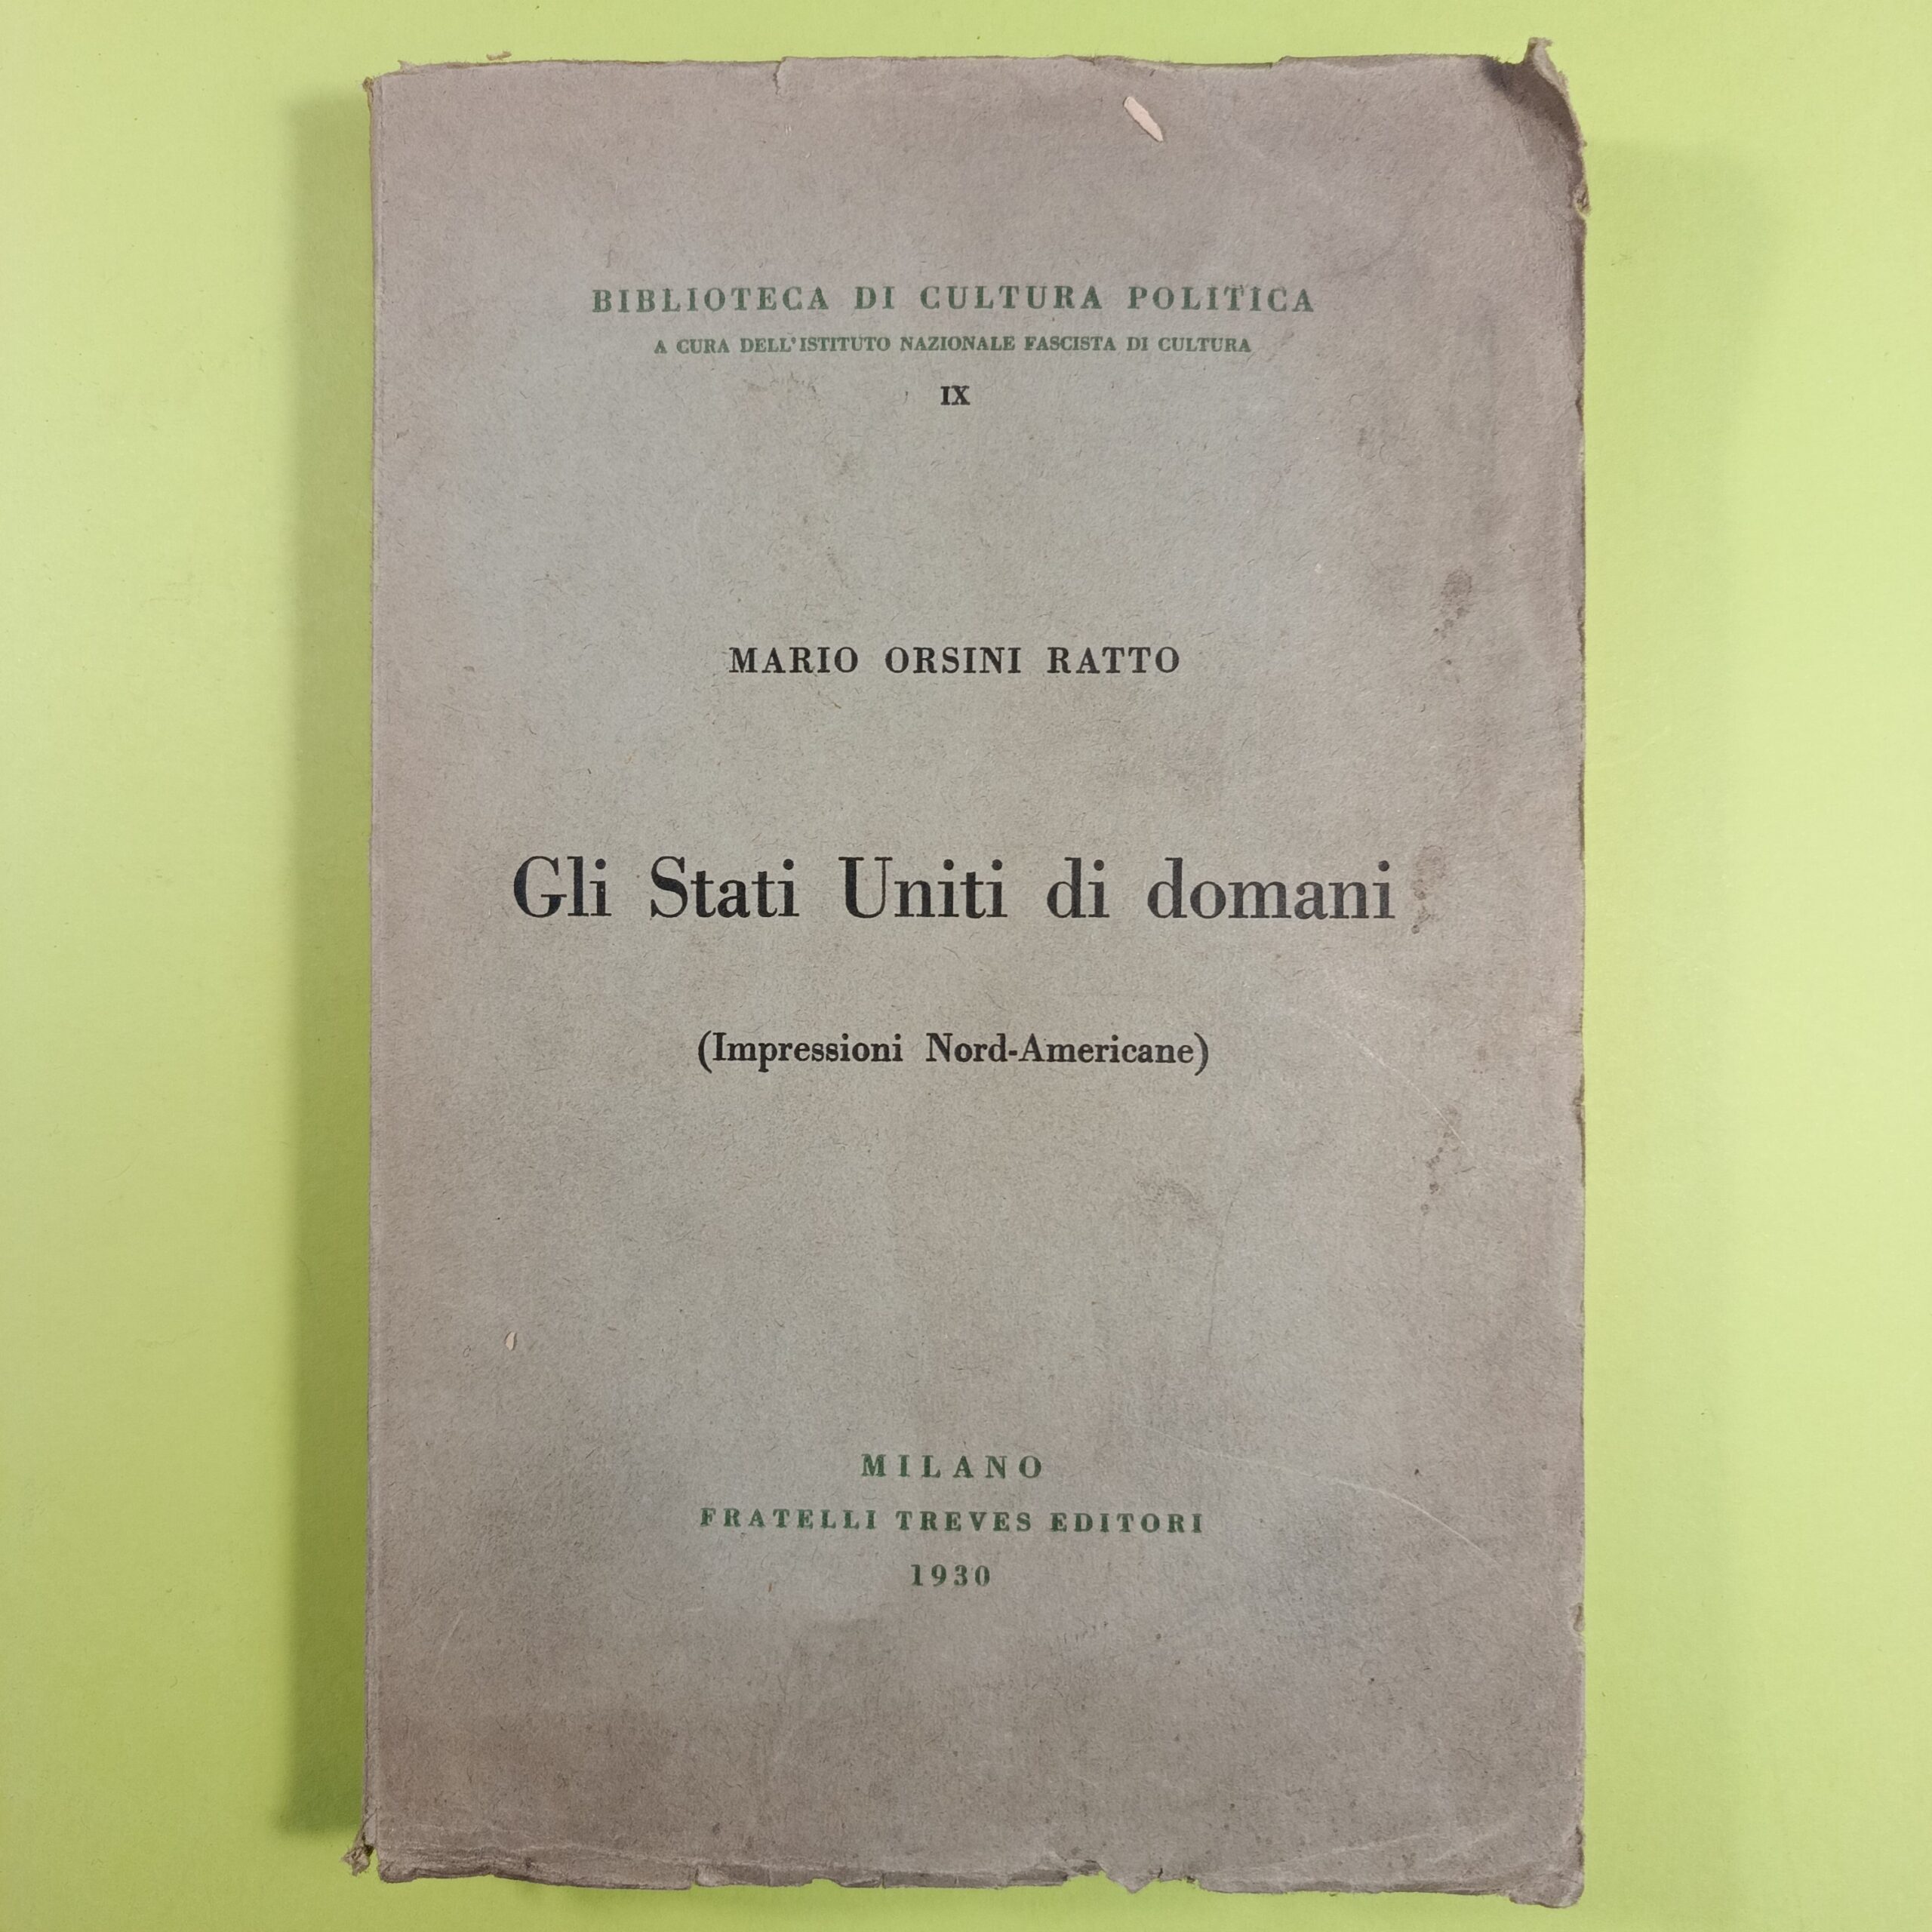 BIBLIOTECA DI CULTURA POLITICA
A CURA DELL'ISTITUTO NAZIONALE FASCISTA DI CULTURA
IX
MARIO ORSINI RATTO
Gli Stati Uniti di domani
(Impressioni Nord-Americane)
MILANO
FRATELLI TREVES EDITORI
1930